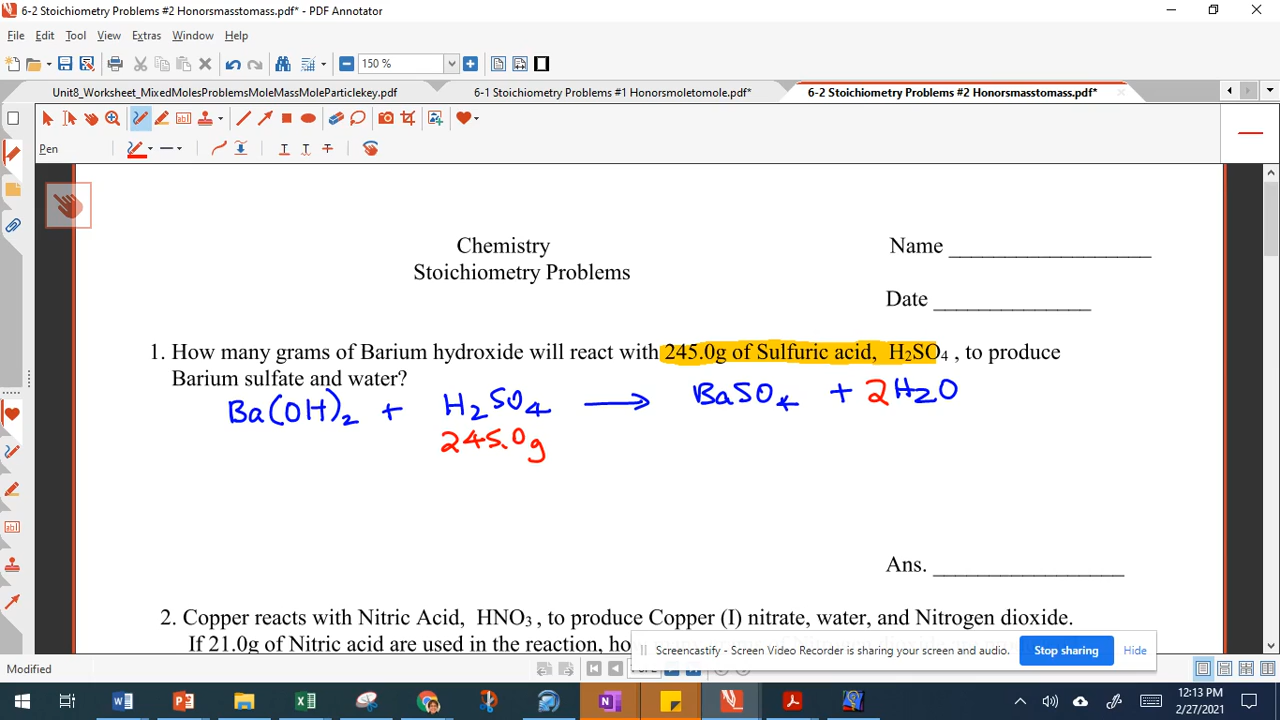 6-2 Stoichiometry Problems #2 Honorsmasstomass.pdf* - PDF Annotator
File Edit Tool View Extras Window Help
150 %
Unit8_Worksheet_MixedMolesProblemsMoleMassMoleParticlekey.pdf 6-1 Stoichiometry Problems #1 Honorsmoletomole.pdf* 6-2 Stoichiometry Problems #2 Honorsmasstomass.pdf*
Pen
Chemistry Name ___________________
Stoichiometry Problems
Date _______________
1. How many grams of Barium hydroxide will react with 245.0g of Sulfuric acid, H₂SO₄ , to produce
Barium sulfate and water?
Ba(OH)₂ + H₂SO₄ → BaSO₄ + 2H₂O
245.0g
Ans. __________________
2. Copper reacts with Nitric Acid, HNO₃ , to produce Copper (I) nitrate, water, and Nitrogen dioxide.
If 21.0g of Nitric acid are used in the reaction,
Screencastify - Screen Video Recorder is sharing your screen and audio. Stop sharing Hide
Modified
12:13 PM
2/27/2021